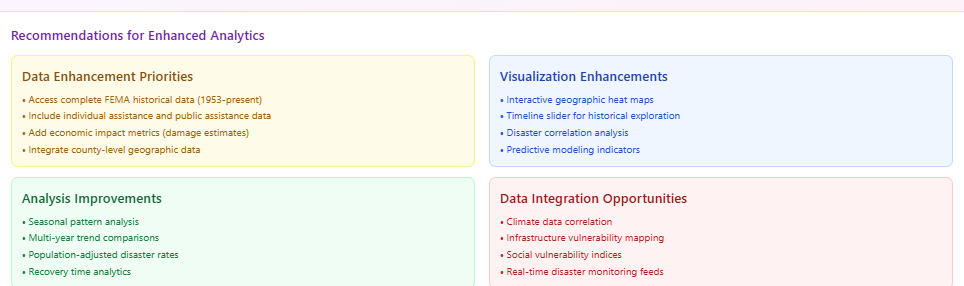 Recommendations for Enhanced Analytics
Data Enhancement Priorities
• Access complete FEMA historical data (1953-present)
• Include individual assistance and public assistance data
• Add economic impact metrics (damage estimates)
• Integrate county-level geographic data
Visualization Enhancements
• Interactive geographic heat maps
• Timeline slider for historical exploration
• Disaster correlation analysis
• Predictive modeling indicators
Analysis Improvements
• Seasonal pattern analysis
• Multi-year trend comparisons
• Population-adjusted disaster rates
• Recovery time analytics
Data Integration Opportunities
• Climate data correlation
• Infrastructure vulnerability mapping
• Social vulnerability indices
• Real-time disaster monitoring feeds